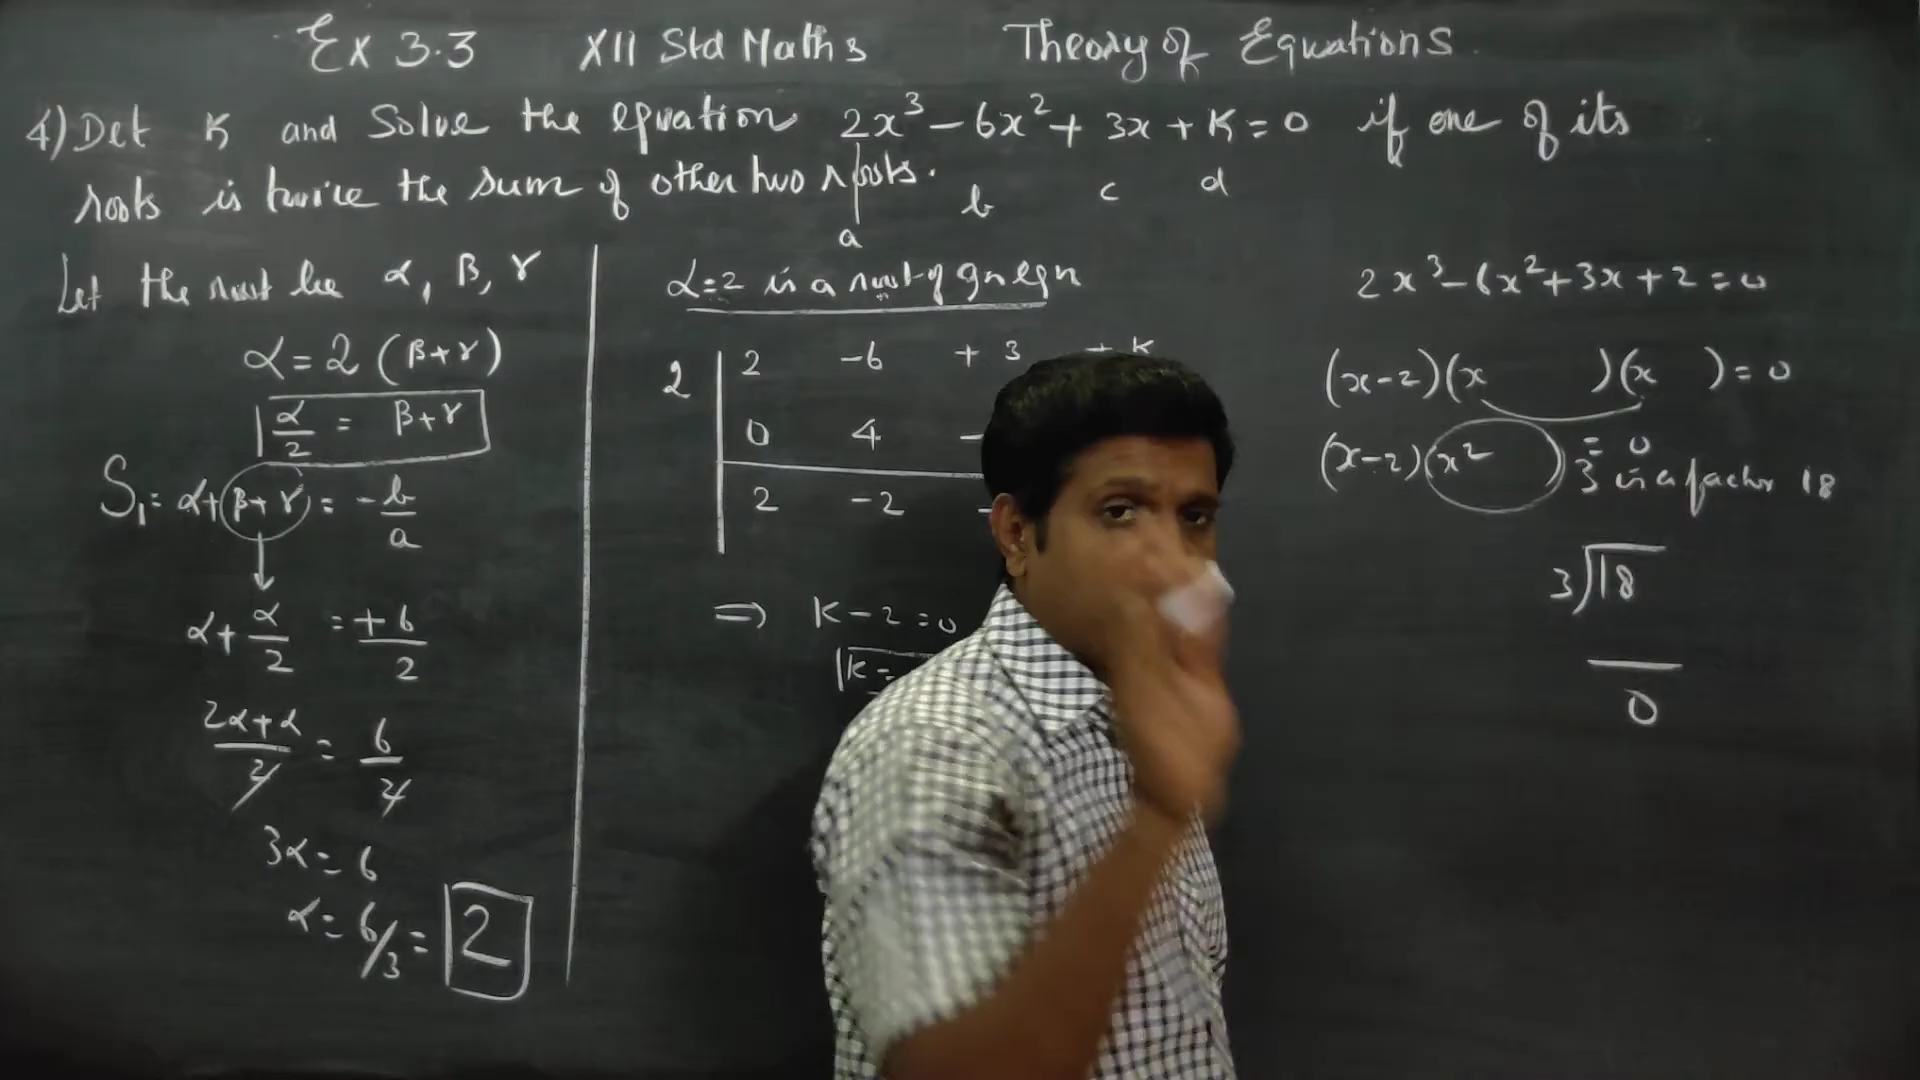 Ex 3.3 XII Std Maths Theory of Equations
4) Det K and Solve the equation 2x³ - 6x² + 3x + K = 0 if one of its
roots is twice the sum of other two roots.
a b c d
Let the root be α, β, γ
α = 2 (β+γ)
α/2 = β+γ
S₁ = α + (β+γ) = -b/a
α + α/2 = +6/2
2α+α/2 = 6/2
3α = 6
α = 6/3 = 2
α=2 is a root of gn eqn
2 2 -6 + 3 + K
0 4 -
2 -2 -
⇒ K-2=0
K=
2x³-6x²+3x+2=0
(x-2)(x )(x )=0
(x-2)(x² )=0
3 is a factor 18
3 18
0